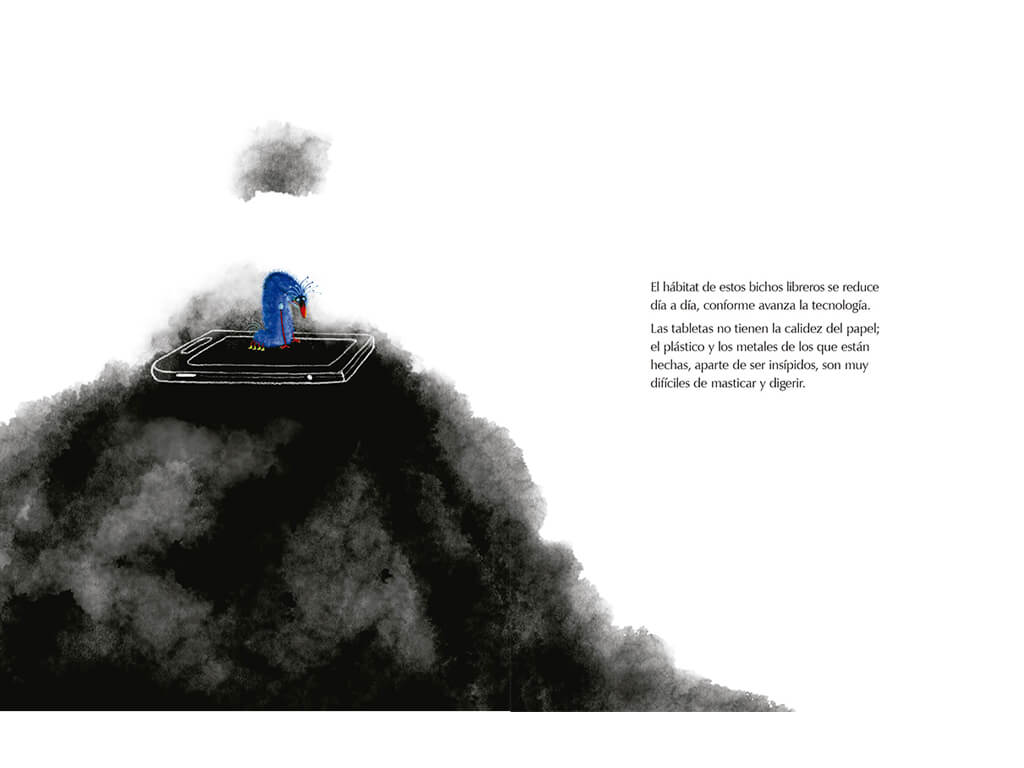 El hábitat de estos bichos libreros se reduce
día a día, conforme avanza la tecnología.
Las tabletas no tienen la calidez del papel;
el plástico y los metales de los que están
hechas, aparte de ser insípidos, son muy
difíciles de masticar y digerir.